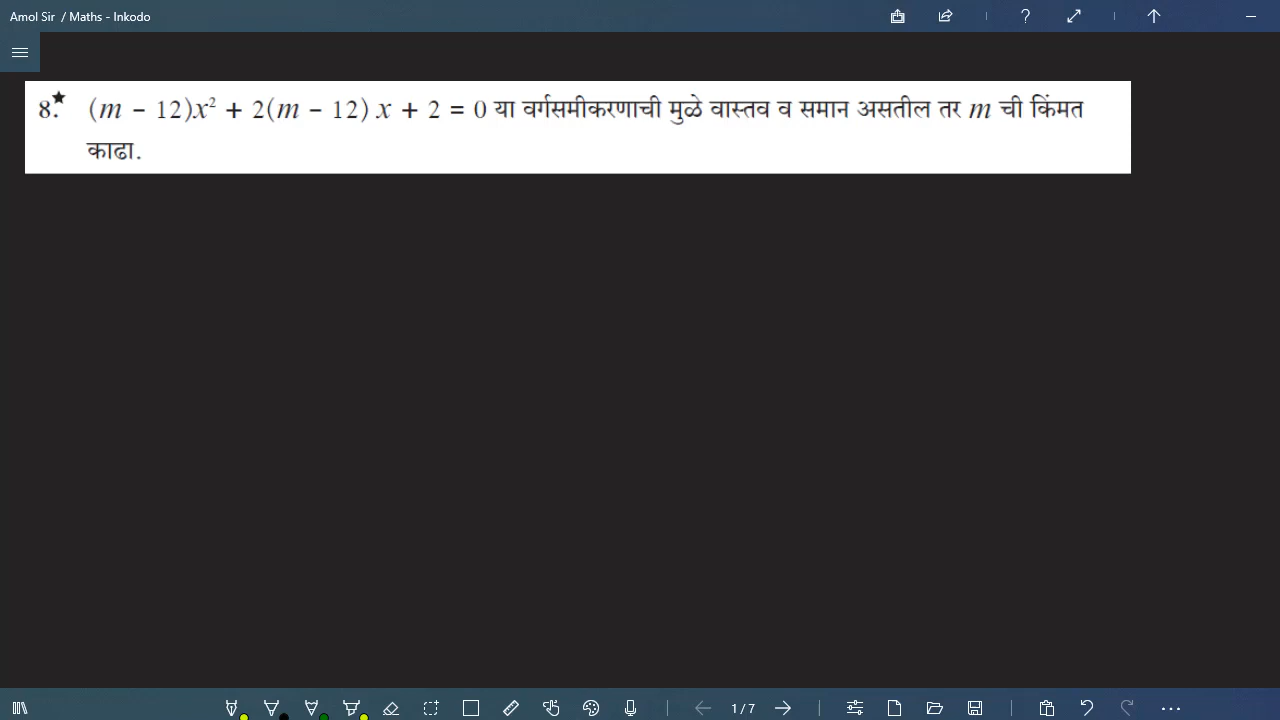 Amol Sir / Maths - Inkodo
8.★ (m − 12)x² + 2(m − 12) x + 2 = 0 या वर्गसमीकरणाची मुळे वास्तव व समान असतील तर m ची किंमत
काढा.
1 / 7